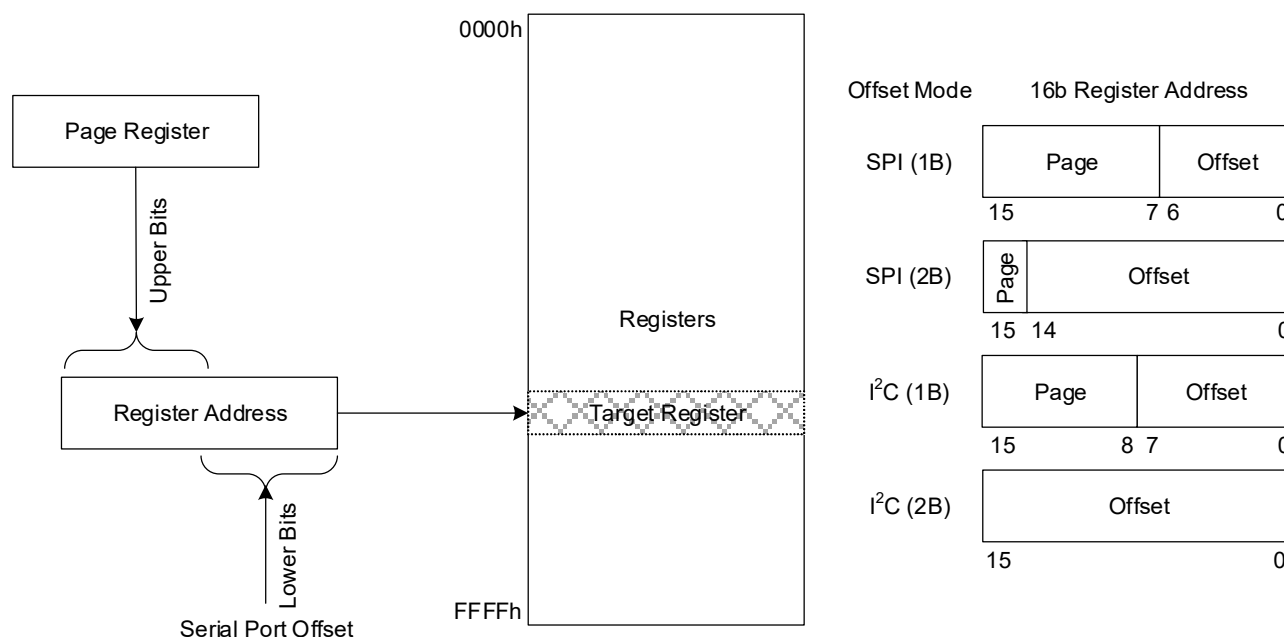 0000h
Page Register
Upper Bits
Register Address
Lower Bits
Serial Port Offset
Registers
Target Register
FFFFh
Offset Mode 16b Register Address
SPI (1B) Page Offset
15 7 6 0
SPI (2B) Page Offset
15 14 0
I²C (1B) Page Offset
15 8 7 0
I²C (2B) Offset
15 0